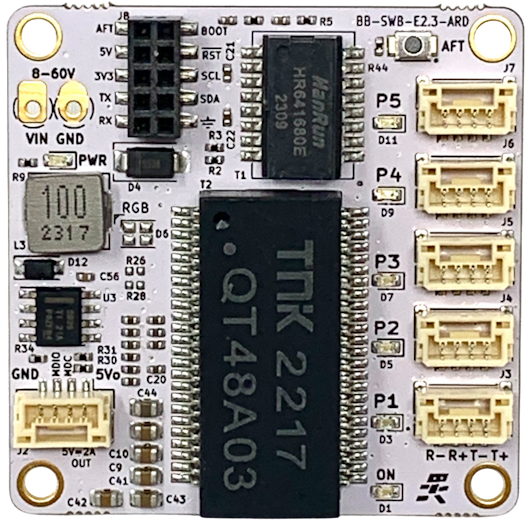 J8
AFT
BOOT
5V
RST
3V3
SCL
TX
SDA
RX
R5
C21
C22
BB-SWB-E2.3-ARD
R44
AFT
J7
8-60V
VIN GND
PWR
R9
D4
R3
R2
T1
HanRun
HR641680E
2309
P5
D11
J6
P4
D9
J5
P3
D7
J4
P2
D5
J3
P1
D3
R- R+ T- T+
ON
D1
100
2317
L3
D12
C56
RGB
D6
T2
R26
R28
U3
R34
R31
R30
C20
GND
MDIO
MDC
5Vo
J2
5V=2A
OUT
C44
C10
C9
C41
C42
C43
TNK 2217
QT48A03